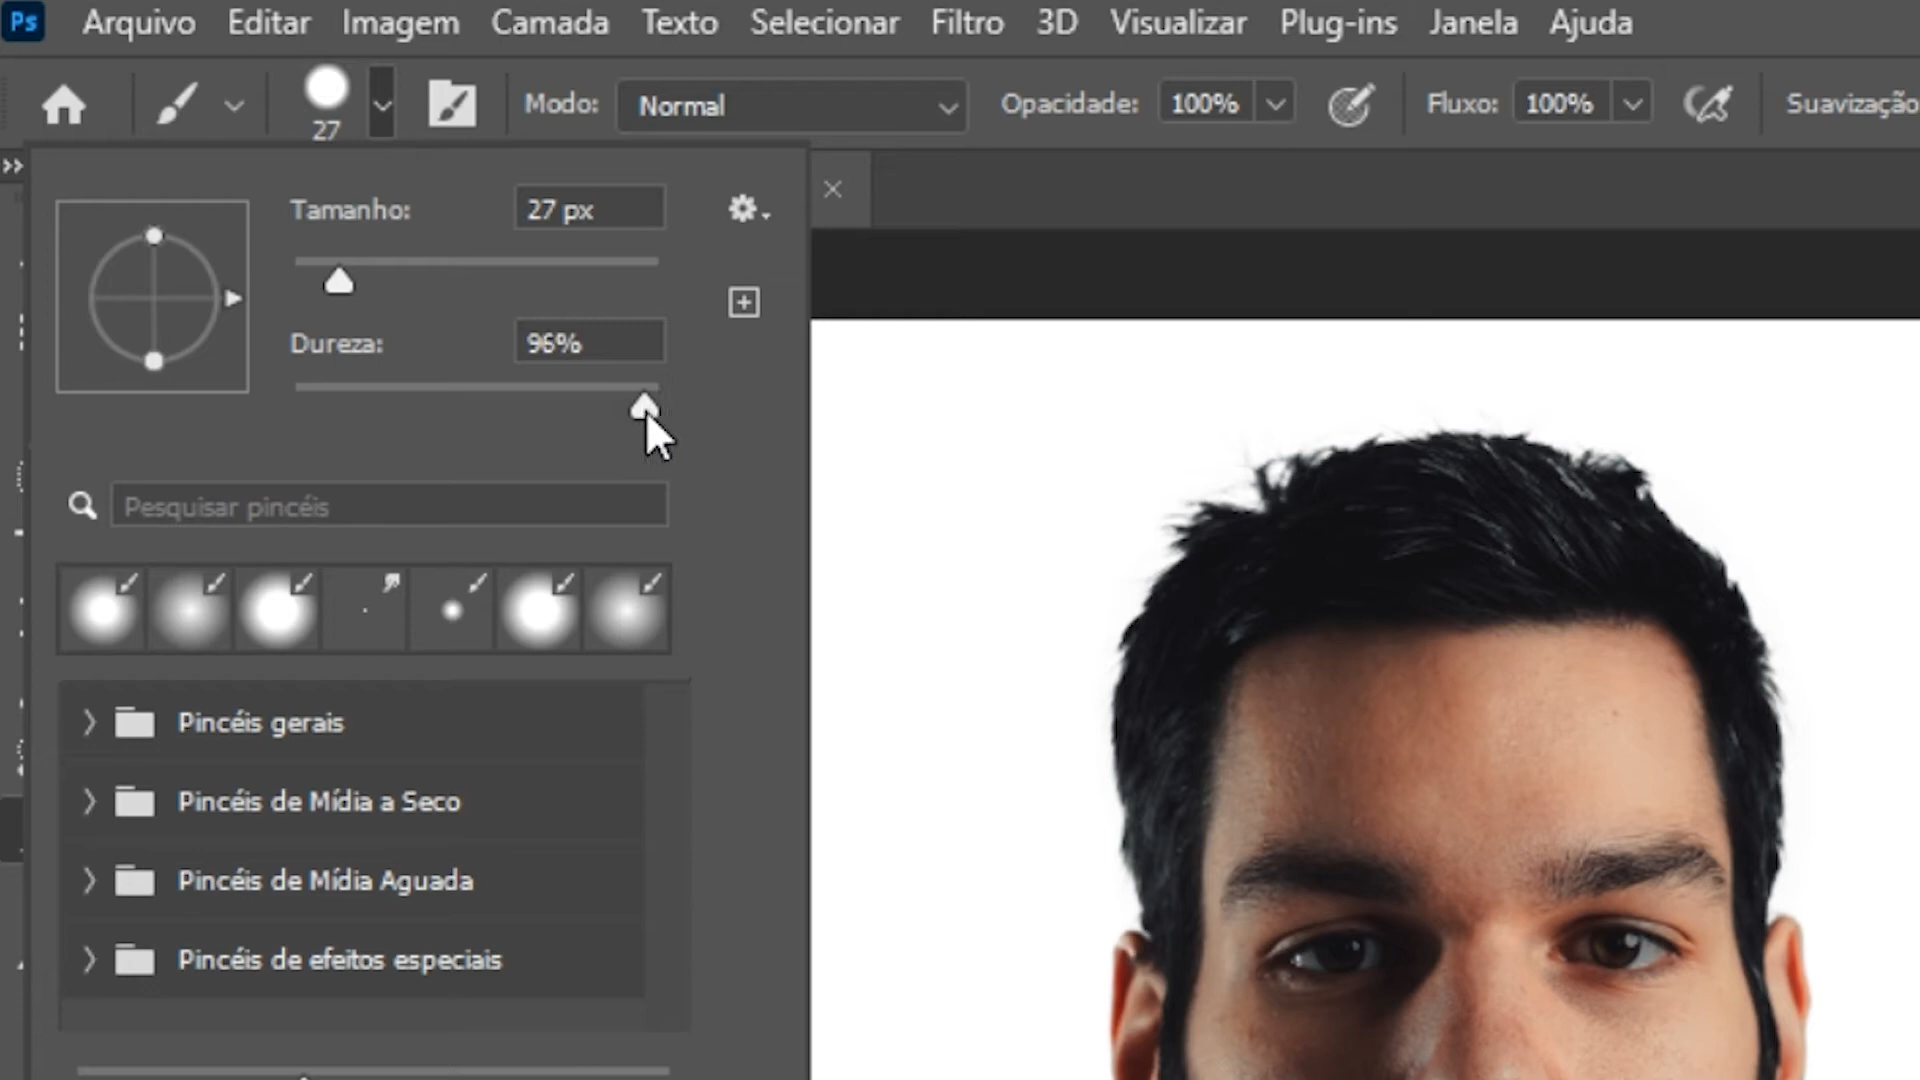 Ps Arquivo Editar Imagem Camada Texto Selecionar Filtro 3D Visualizar Plug-ins Janela Ajuda
27 Modo: Normal Opacidade: 100% Fluxo: 100% Suavização
Tamanho: 27 px
Dureza: 96%
Pesquisar pincéis
Pincéis gerais
Pincéis de Mídia a Seco
Pincéis de Mídia Aguada
Pincéis de efeitos especiais